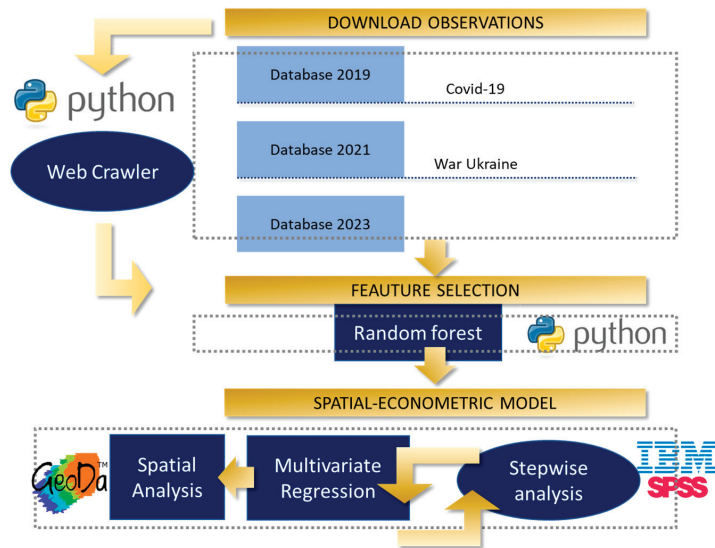 DOWNLOAD OBSERVATIONS
python
Web Crawler
Database 2019
Covid-19
Database 2021
War Ukraine
Database 2023
FEAUTURE SELECTION
Random forest
python
SPATIAL-ECONOMETRIC MODEL
GeoDa™
Spatial
Analysis
Multivariate
Regression
Stepwise
analysis
IBM
SPSS